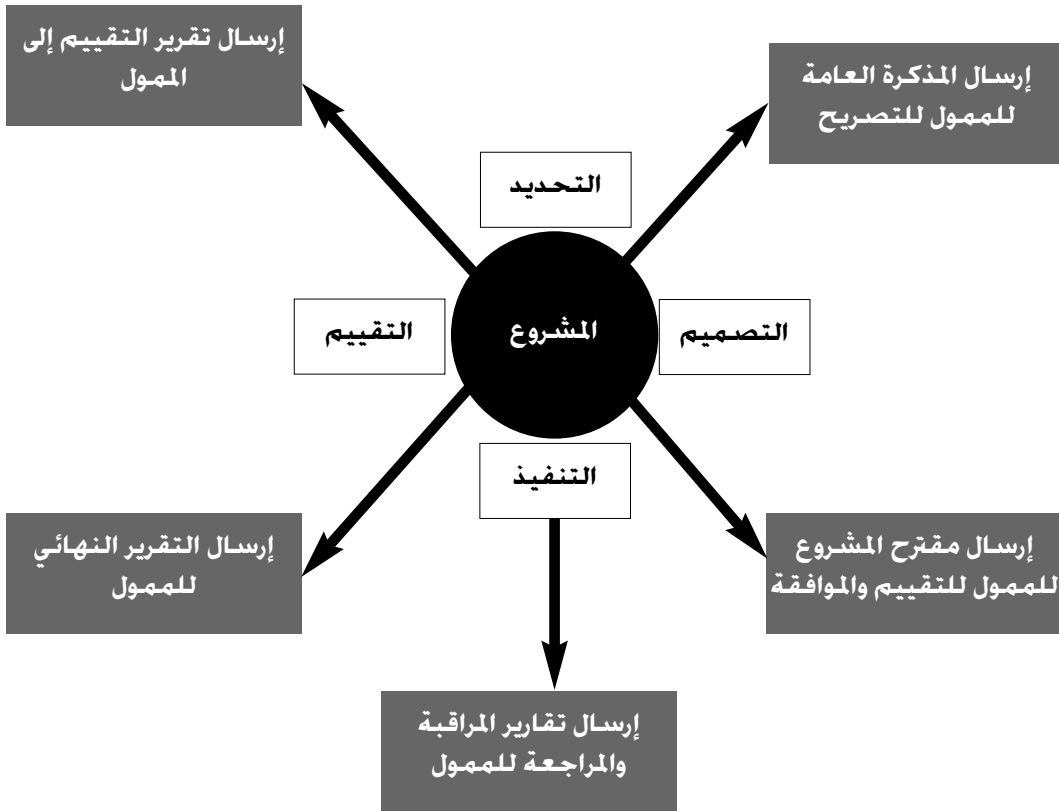 إرسال تقرير التقييم إلى
الممول
إرسال المذكرة العامة
للممول للتصريح
التحديد
التقييم
المشروع
التصميم
التنفيذ
إرسال التقرير النهائي
للممول
إرسال مقترح المشروع
للممول للتقييم والموافقة
إرسال تقارير المراقبة
والمراجعة للممول